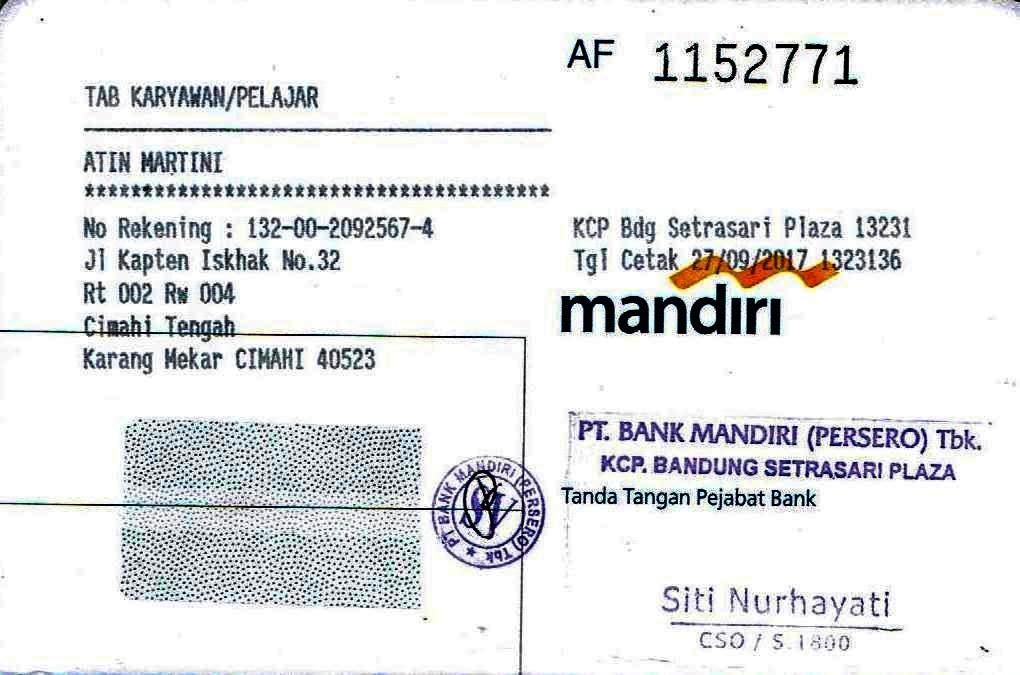 AF 1152771
TAB KARYAWAN/PELAJAR
ATIN MARTINI
****************************************
No Rekening : 132-00-2092567-4
Jl Kapten Iskhak No.32
Rt 002 Rw 004
Cimahi Tengah
Karang Mekar CIMAHI 40523
KCP Bdg Setrasari Plaza 13231
Tgl Cetak 27/09/2017 1323136
mandiri
PT. BANK MANDIRI (PERSERO) Tbk.
KCP. BANDUNG SETRASARI PLAZA
Tanda Tangan Pejabat Bank
PT BANK MANDIRI (PERSERO) Tbk ★
Siti Nurhayati
CSO / S.1800